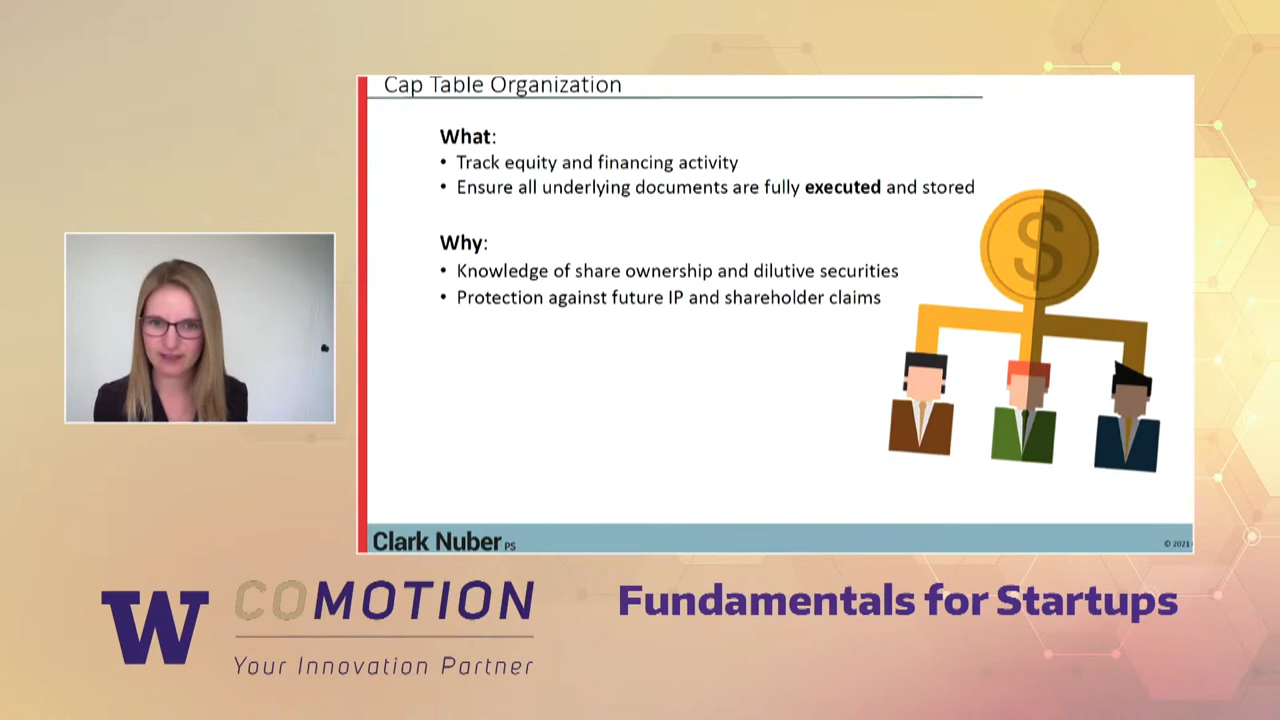 Cap Table Organization
What:
• Track equity and financing activity
• Ensure all underlying documents are fully executed and stored
Why:
• Knowledge of share ownership and dilutive securities
• Protection against future IP and shareholder claims
$
Clark Nuber PS
© 2021
W COMOTION
Your Innovation Partner
Fundamentals for Startups